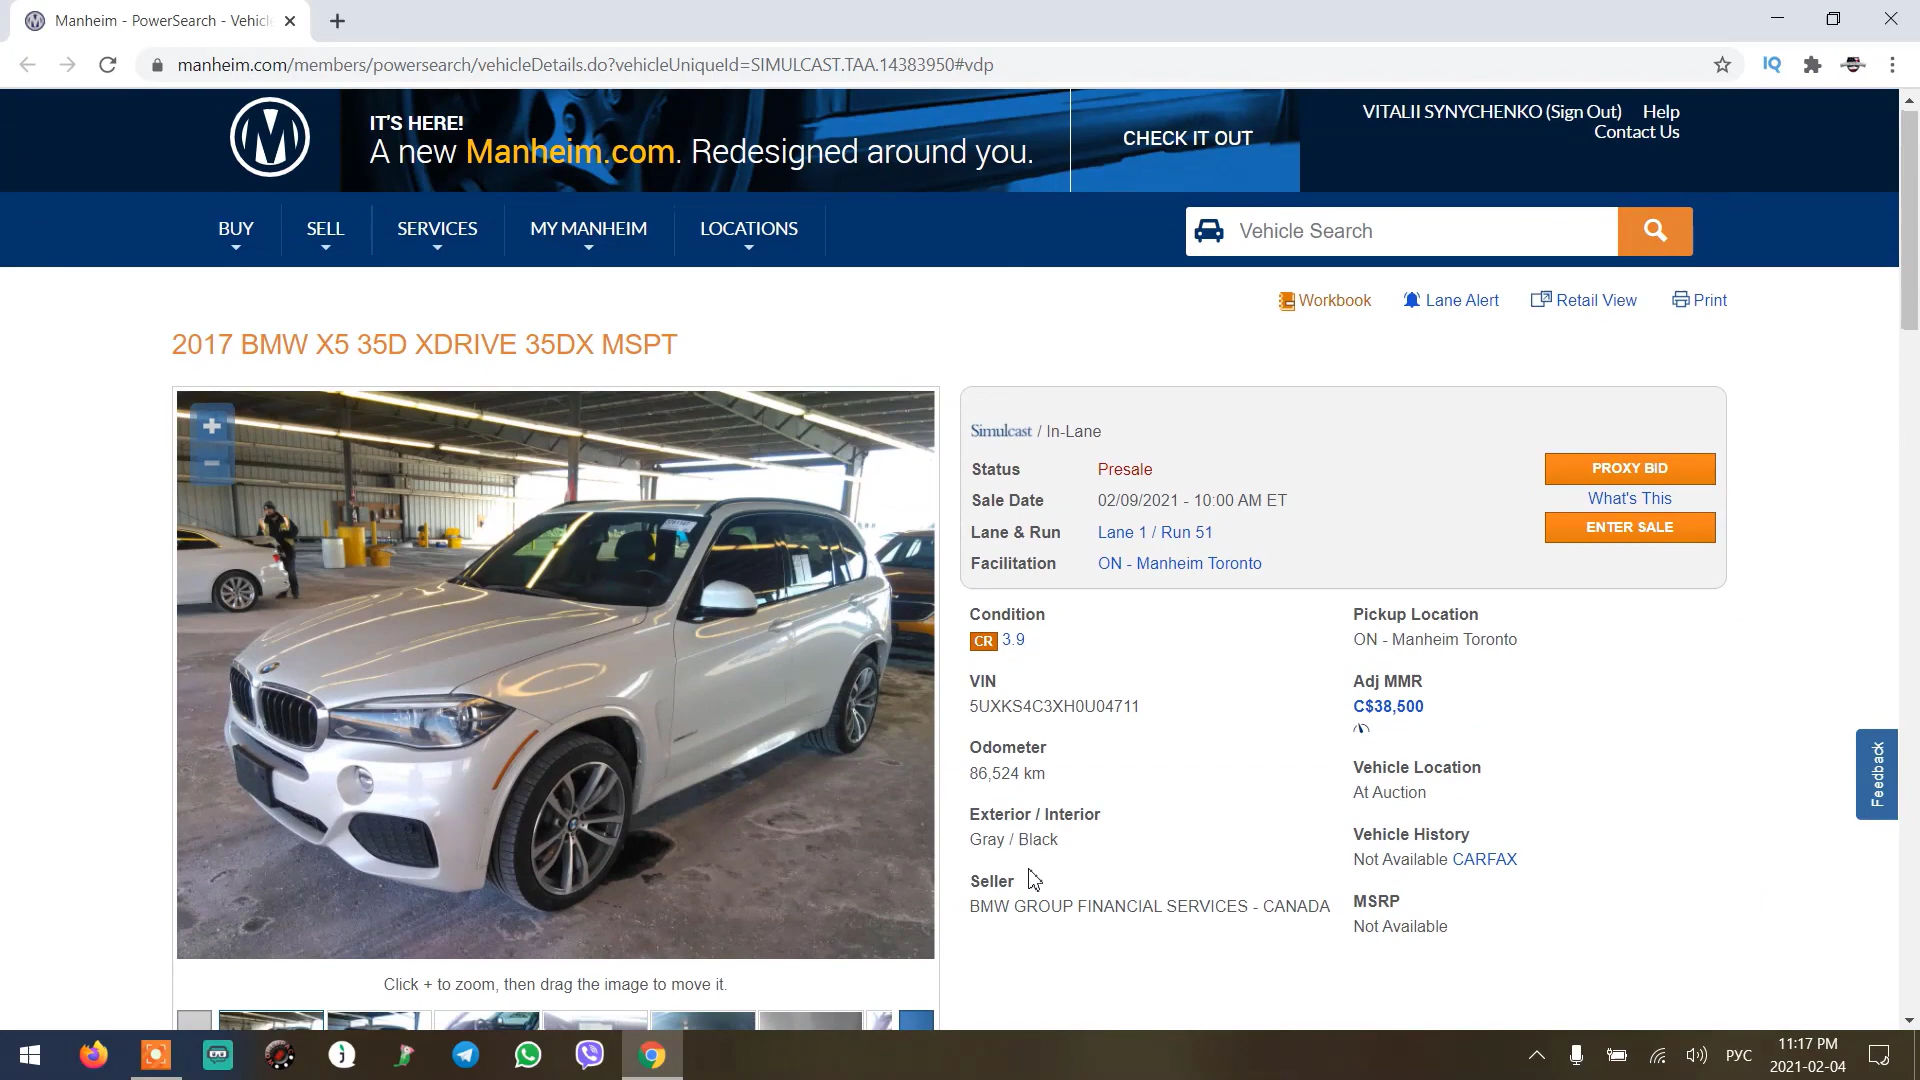 Manheim - PowerSearch - Vehicle
manheim.com/members/powersearch/vehicleDetails.do?vehicleUniqueId=SIMULCAST.TAA.14383950#vdp
IQ
IT'S HERE!
A new Manheim.com. Redesigned around you.
CHECK IT OUT
VITALII SYNYCHENKO (Sign Out) Help
Contact Us
BUY SELL SERVICES MY MANHEIM LOCATIONS
Vehicle Search
Workbook Lane Alert Retail View Print
2017 BMW X5 35D XDRIVE 35DX MSPT
Simulcast / In-Lane
Status Presale
Sale Date 02/09/2021 - 10:00 AM ET
Lane & Run Lane 1 / Run 51
Facilitation ON - Manheim Toronto
PROXY BID
What's This
ENTER SALE
Condition
CR 3.9
VIN
5UXKS4C3XH0U04711
Odometer
86,524 km
Exterior / Interior
Gray / Black
Seller
BMW GROUP FINANCIAL SERVICES - CANADA
Pickup Location
ON - Manheim Toronto
Adj MMR
C$38,500
Vehicle Location
At Auction
Vehicle History
Not Available CARFAX
MSRP
Not Available
Feedback
Click + to zoom, then drag the image to move it.
РУС
11:17 PM
2021-02-04